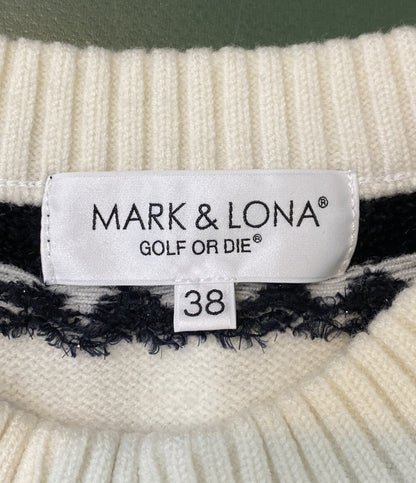 MARK & LONA®
GOLF OR DIE®
38